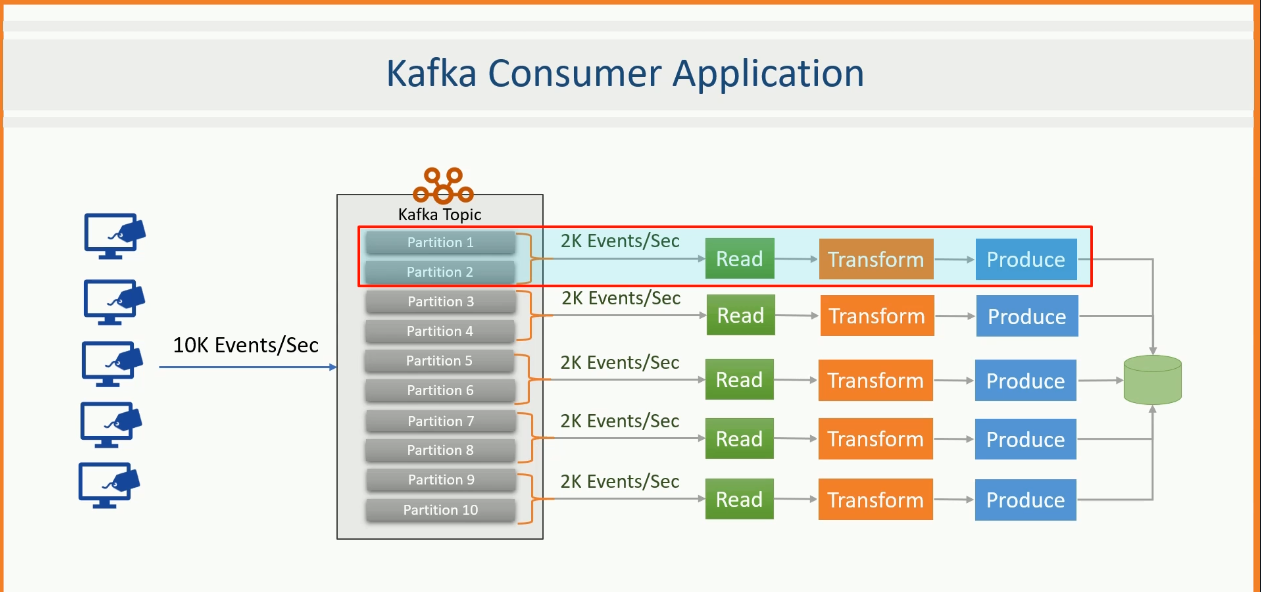 Kafka Consumer Application
10K Events/Sec
Kafka Topic
Partition 1
Partition 2
Partition 3
Partition 4
Partition 5
Partition 6
Partition 7
Partition 8
Partition 9
Partition 10
2K Events/Sec
Read
Transform
Produce
2K Events/Sec
Read
Transform
Produce
2K Events/Sec
Read
Transform
Produce
2K Events/Sec
Read
Transform
Produce
2K Events/Sec
Read
Transform
Produce